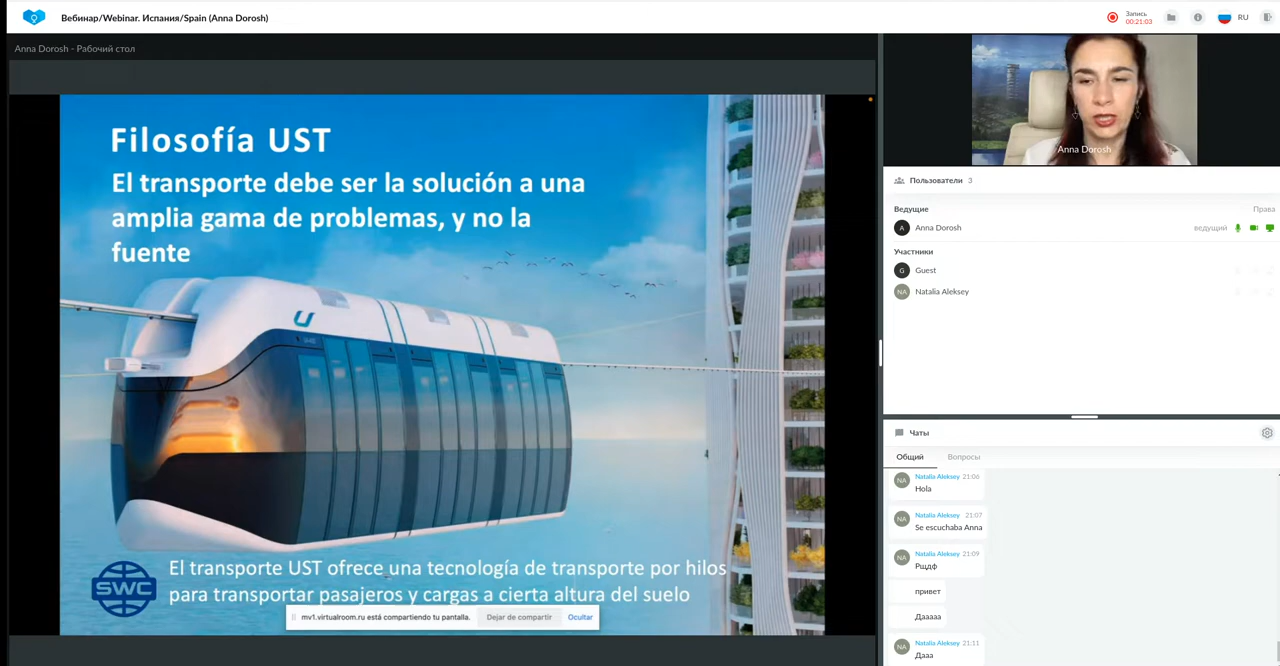 Вебинар/Webinar. Испания/Spain (Anna Dorosh)
Запись
00:21:03
RU
Anna Dorosh - Рабочий стол
Filosofía UST
El transporte debe ser la solución a una
amplia gama de problemas, y no la
fuente
SWC
El transporte UST ofrece una tecnología de transporte por hilos
para transportar pasajeros y cargas a cierta altura del suelo
mv1.virtualroom.ru está compartiendo tu pantalla.
Dejar de compartir
Ocultar
Anna Dorosh
Пользователи 3
Ведущие
Права
A
Anna Dorosh
ведущий
Участники
G
Guest
NA
Natalia Aleksey
Чаты
Общий
Вопросы
NA
Natalia Aleksey 21:06
Hola
NA
Natalia Aleksey 21:07
Se escuchaba Anna
NA
Natalia Aleksey 21:09
Рщдф
привет
Дааааа
NA
Natalia Aleksey 21:11
Дааа